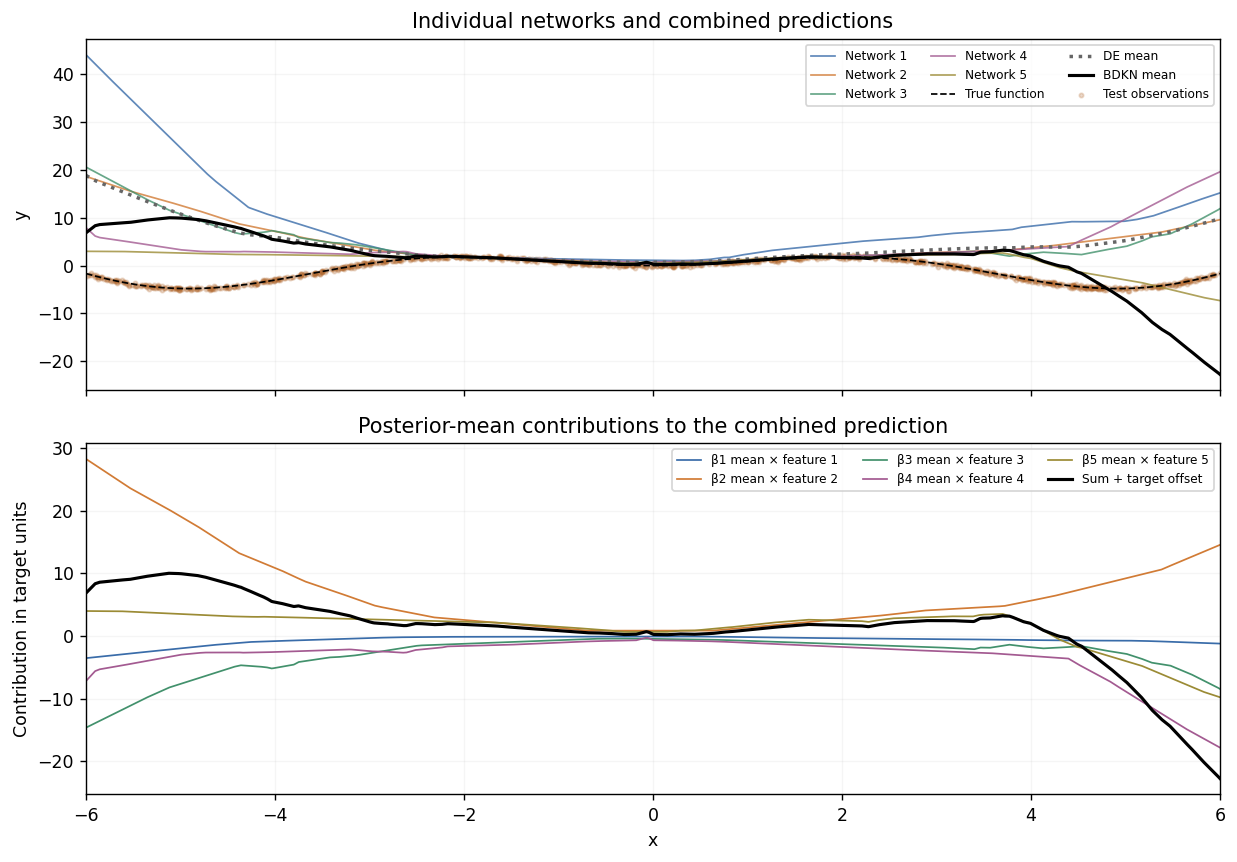 Individual networks and combined predictions
Network 1
Network 2
Network 3
Network 4
Network 5
True function
DE mean
BDKN mean
Test observations
y
40
30
20
10
0
−10
−20
Posterior-mean contributions to the combined prediction
β1 mean × feature 1
β2 mean × feature 2
β3 mean × feature 3
β4 mean × feature 4
β5 mean × feature 5
Sum + target offset
Contribution in target units
30
20
10
0
−10
−20
−6 −4 −2 0 2 4 6
x